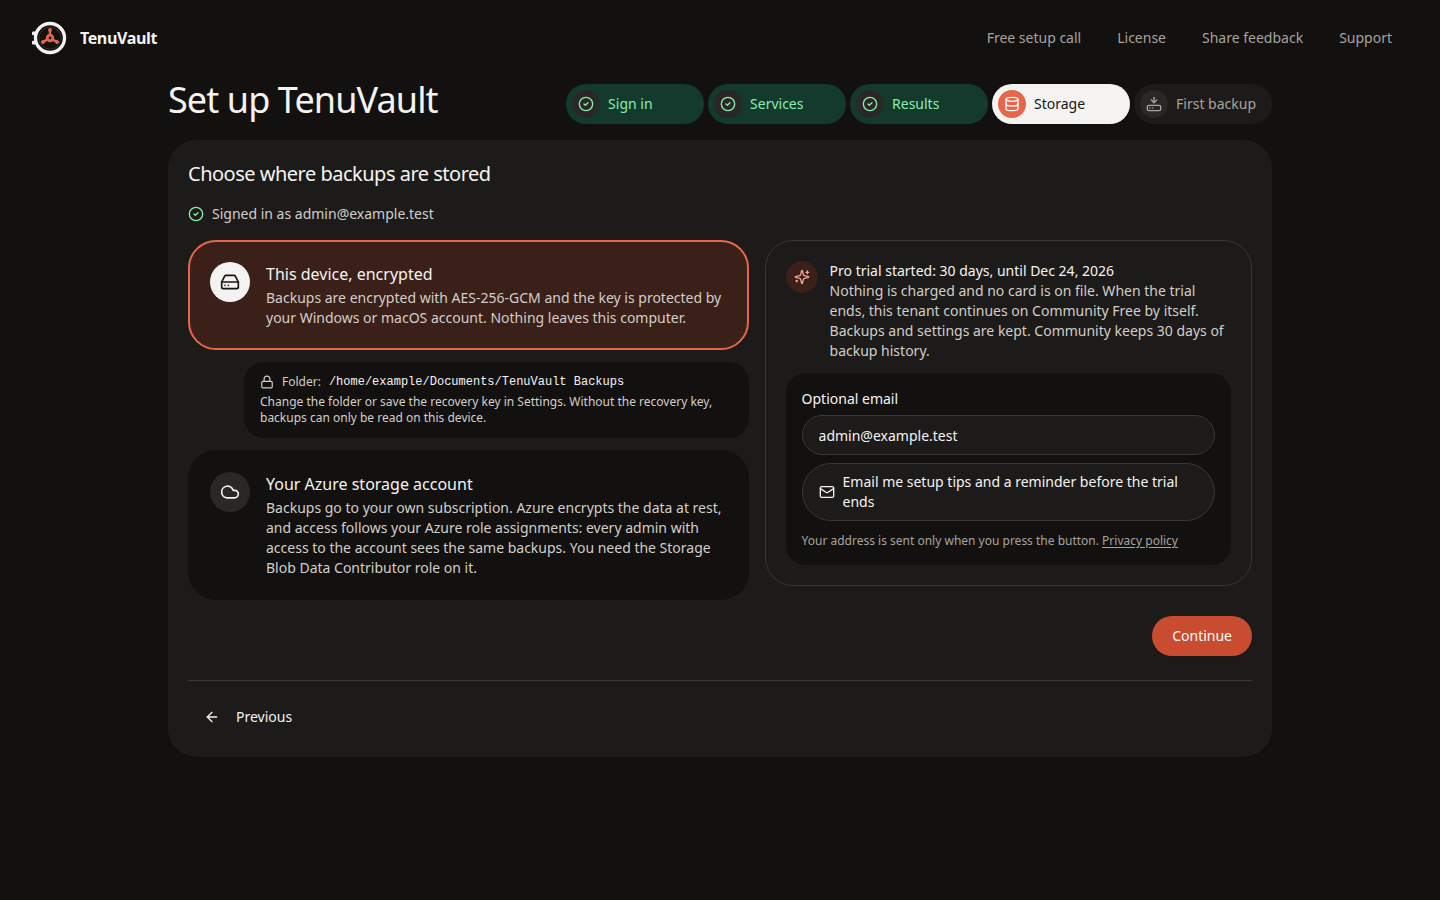 TenuVault
Free setup call
License
Share feedback
Support
Set up TenuVault
Sign in
Services
Results
Storage
First backup
Choose where backups are stored
Signed in as admin@example.test
This device, encrypted
Backups are encrypted with AES-256-GCM and the key is protected by
your Windows or macOS account. Nothing leaves this computer.
Folder: /home/example/Documents/TenuVault Backups
Change the folder or save the recovery key in Settings. Without the recovery key,
backups can only be read on this device.
Your Azure storage account
Backups go to your own subscription. Azure encrypts the data at rest,
and access follows your Azure role assignments: every admin with
access to the account sees the same backups. You need the Storage
Blob Data Contributor role on it.
Pro trial started: 30 days, until Dec 24, 2026
Nothing is charged and no card is on file. When the trial
ends, this tenant continues on Community Free by itself.
Backups and settings are kept. Community keeps 30 days of
backup history.
Optional email
admin@example.test
Email me setup tips and a reminder before the trial
ends
Your address is sent only when you press the button. Privacy policy
Continue
Previous